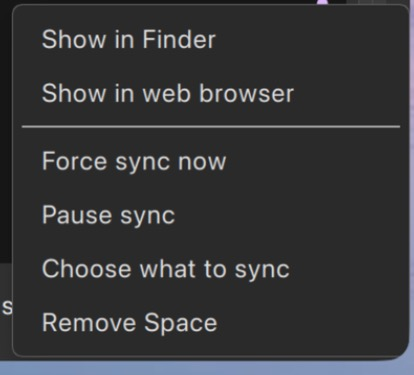 Show in Finder
Show in web browser
Force sync now
Pause sync
Choose what to sync
Remove Space
s